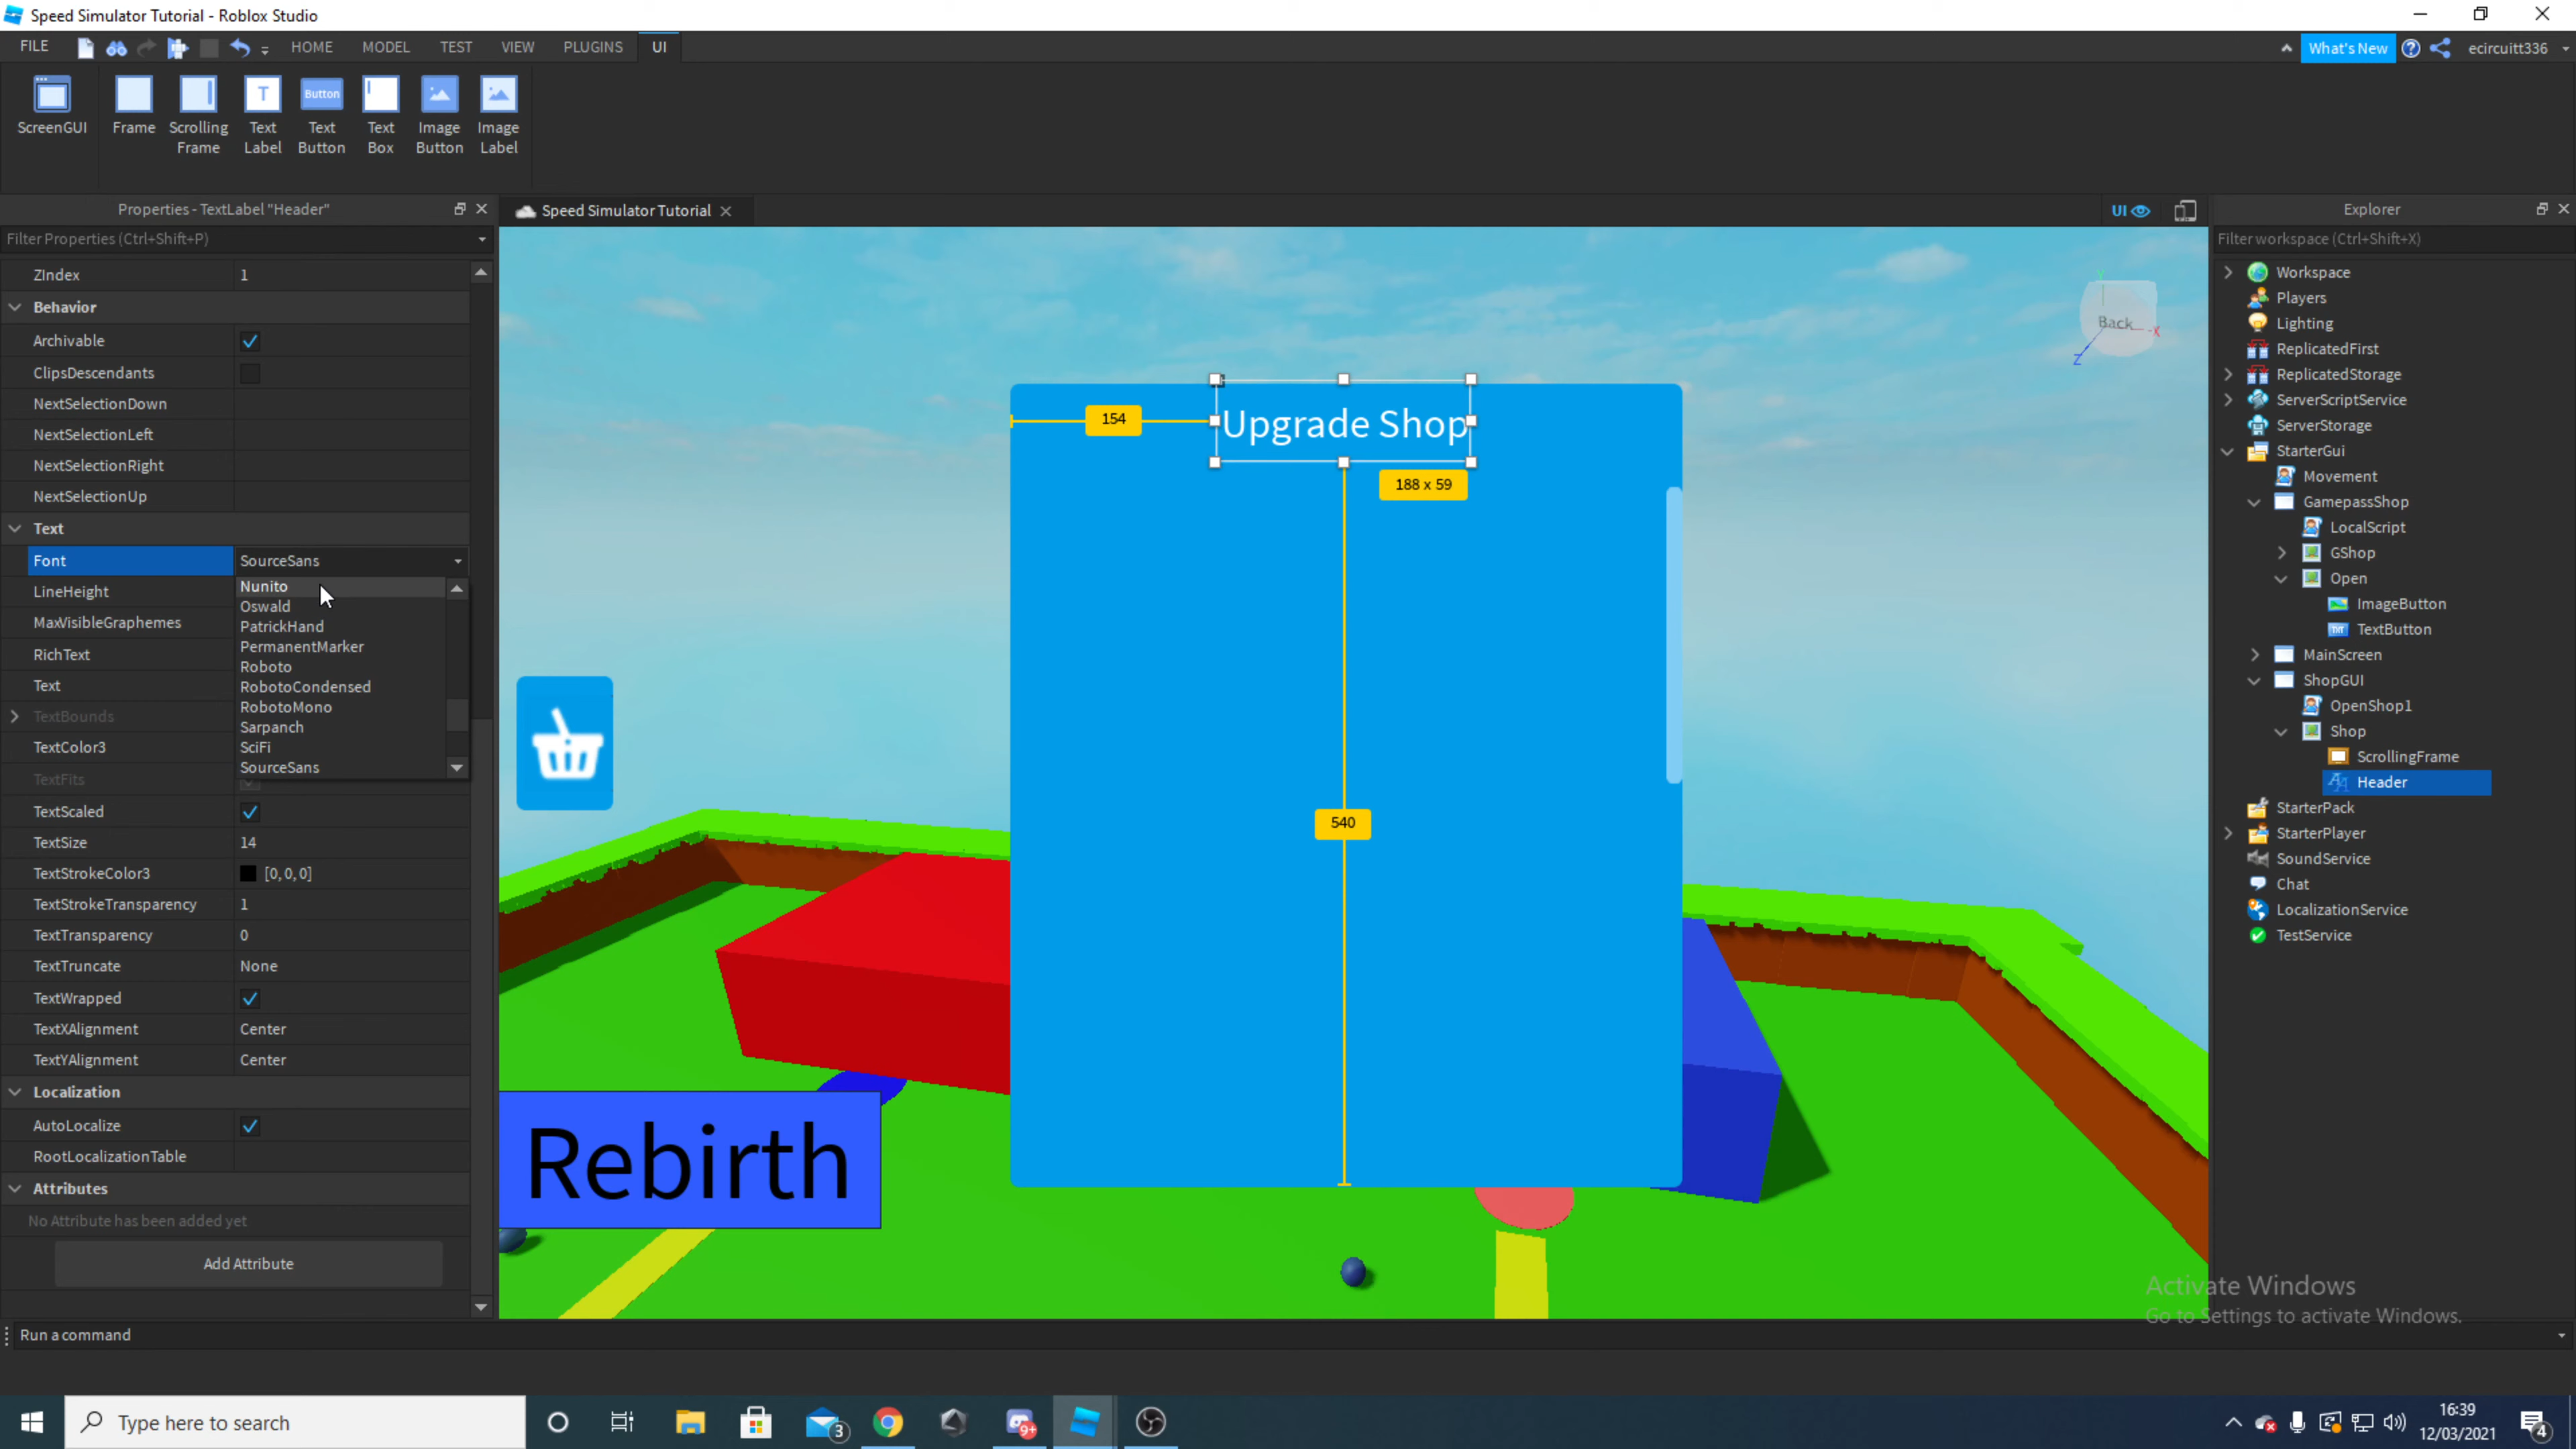 Speed Simulator Tutorial - Roblox Studio
FILE HOME MODEL TEST VIEW PLUGINS UI
What's New ecircuitt336
ScreenGUI
Frame
Scrolling Frame
Text Label
Button
Text Button
Text Box
Image Button
Image Label
Properties - TextLabel "Header"
Filter Properties (Ctrl+Shift+P)
ZIndex 1
Behavior
Archivable
ClipsDescendants
NextSelectionDown
NextSelectionLeft
NextSelectionRight
NextSelectionUp
Text
Font SourceSans
LineHeight
MaxVisibleGraphemes
RichText
Text
TextBounds
TextColor3
TextFits
Nunito
Oswald
PatrickHand
PermanentMarker
Roboto
RobotoCondensed
RobotoMono
Sarpanch
SciFi
SourceSans
TextScaled
TextSize 14
TextStrokeColor3 [0, 0, 0]
TextStrokeTransparency 1
TextTransparency 0
TextTruncate None
TextWrapped
TextXAlignment Center
TextYAlignment Center
Localization
AutoLocalize
RootLocalizationTable
Attributes
No Attribute has been added yet
Add Attribute
Speed Simulator Tutorial
UI
Y
Back
-X
Z
154
Upgrade Shop
188 x 59
540
Rebirth
Explorer
Filter workspace (Ctrl+Shift+X)
Workspace
Players
Lighting
ReplicatedFirst
ReplicatedStorage
ServerScriptService
ServerStorage
StarterGui
Movement
GamepassShop
LocalScript
GShop
Open
ImageButton
TextButton
MainScreen
ShopGUI
OpenShop1
Shop
ScrollingFrame
Header
StarterPack
StarterPlayer
SoundService
Chat
LocalizationService
TestService
Activate Windows
Go to Settings to activate Windows.
Run a command
Type here to search
3
9+
16:39
12/03/2021
4